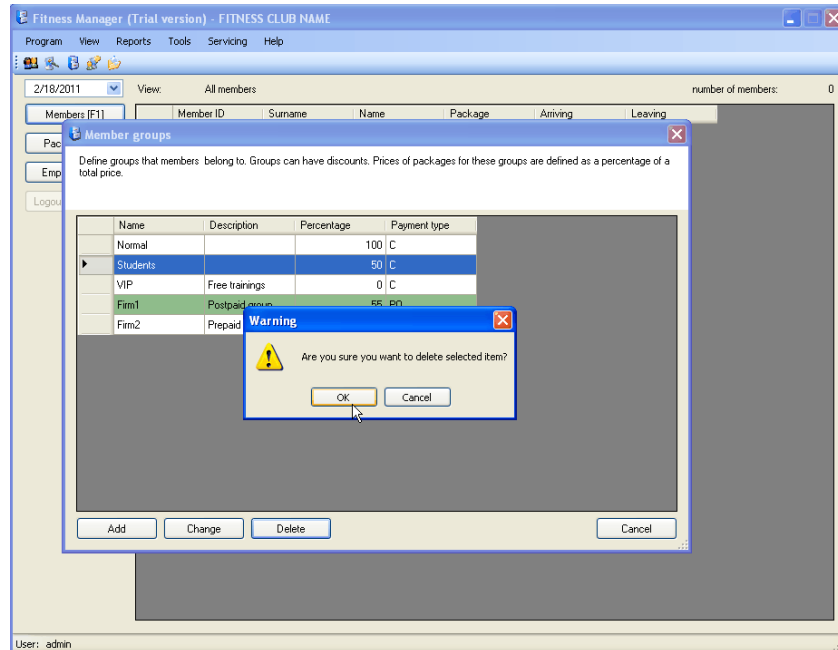 Fitness Manager (Trial version) - FITNESS CLUB NAME
Program View Reports Tools Servicing Help
2/18/2011 View: All members number of members: 0
Members [F1] Member ID Surname Name Package Arriving Leaving
Member groups
Define groups that members belong to. Groups can have discounts. Prices of packages for these groups are defined as a percentage of a
total price.
Name Description Percentage Payment type
Normal 100 C
Students 50 C
VIP Free trainings 0 C
Firm1 Postpaid group 55 PO
Firm2 Prepaid
Warning
Are you sure you want to delete selected item?
OK Cancel
Add Change Delete Cancel
User: admin